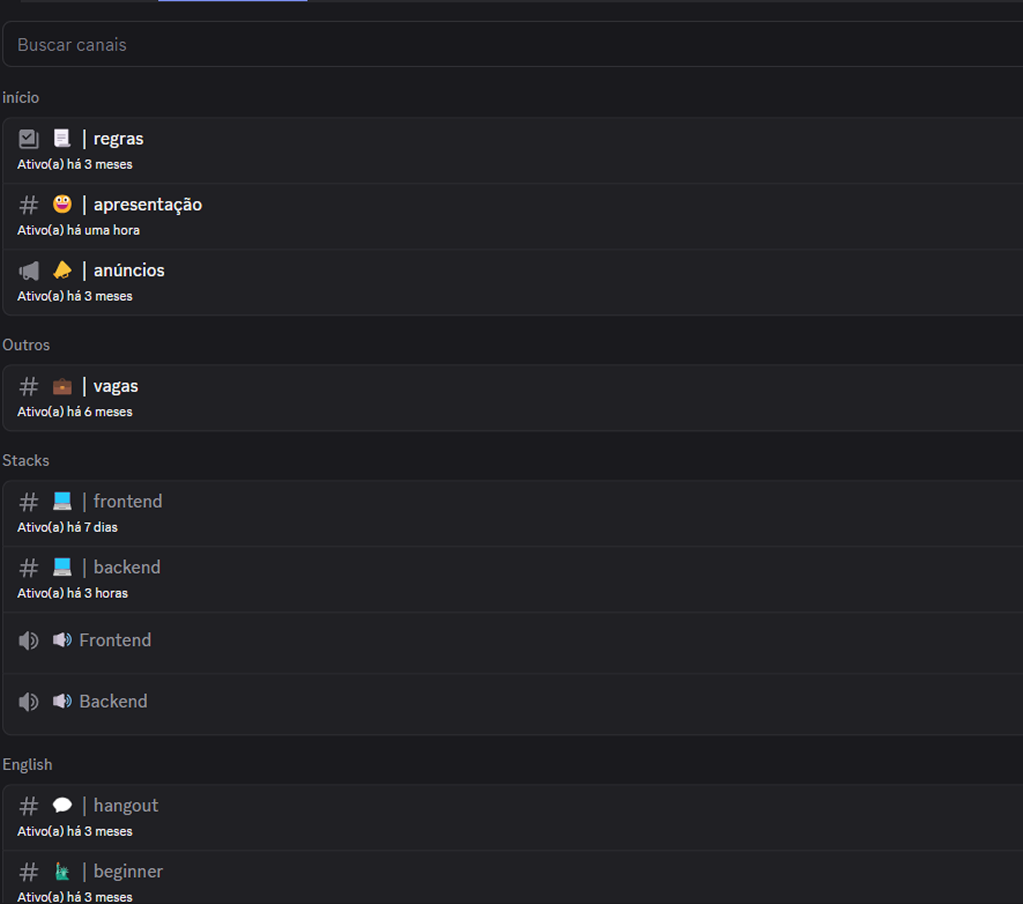 Buscar canais
início
| regras
Ativo(a) há 3 meses
# | apresentação
Ativo(a) há uma hora
| anúncios
Ativo(a) há 3 meses
Outros
# | vagas
Ativo(a) há 6 meses
Stacks
# | frontend
Ativo(a) há 7 dias
# | backend
Ativo(a) há 3 horas
Frontend
Backend
English
# | hangout
Ativo(a) há 3 meses
# | beginner
Ativo(a) há 3 meses